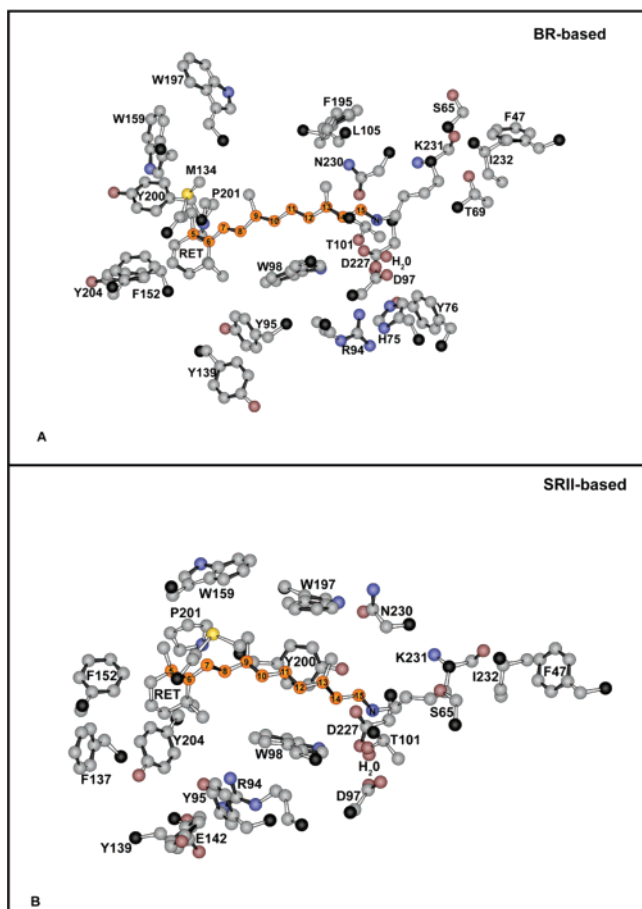 BR-based
W197
S65
W159
F195
F47
L105
K231
M134
N230
I232
Y200
P201
T69
5 6 7 8 9 10 11 12 13 15 N
RET
T101
H₂0
W98
D227
D97
Y204
F152
Y95
Y76
R94
H75
Y139
A
SRII-based
W159
W197
P201
N230
K231
F152
Y200
I232
F47
5 6 7 8 9 10 11 12 13 14 15 N
RET
S65
D227
Y204
W98
T101
F137
H₂0
R94
Y95
D97
E142
Y139
B